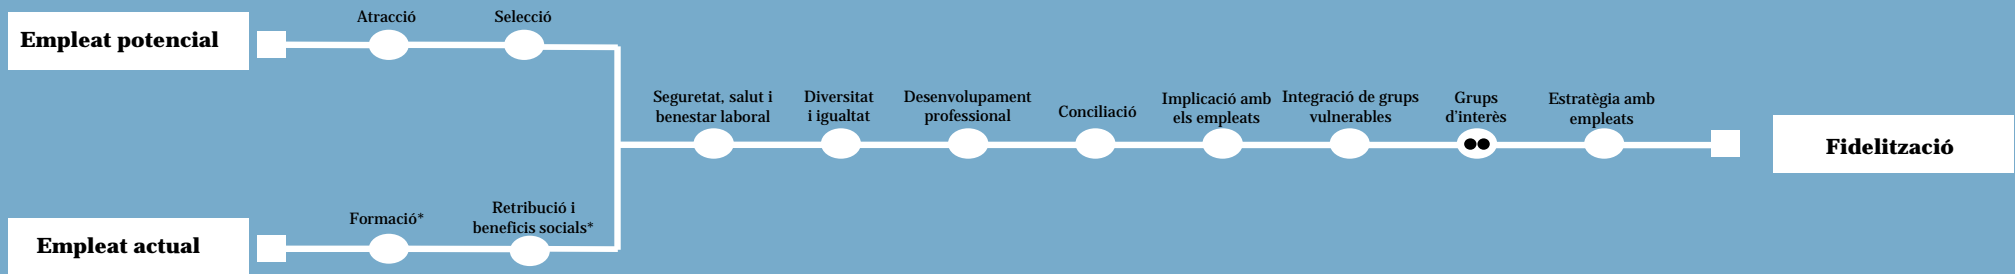 Empleat potencial
Atracció
Selecció
Seguretat, salut i
benestar laboral
Diversitat
i igualtat
Desenvolupament
professional
Conciliació
Implicació amb
els empleats
Integració de grups
vulnerables
Grups
d'interès
Estratègia amb
empleats
Fidelització
Empleat actual
Formació*
Retribució i
beneficis socials*